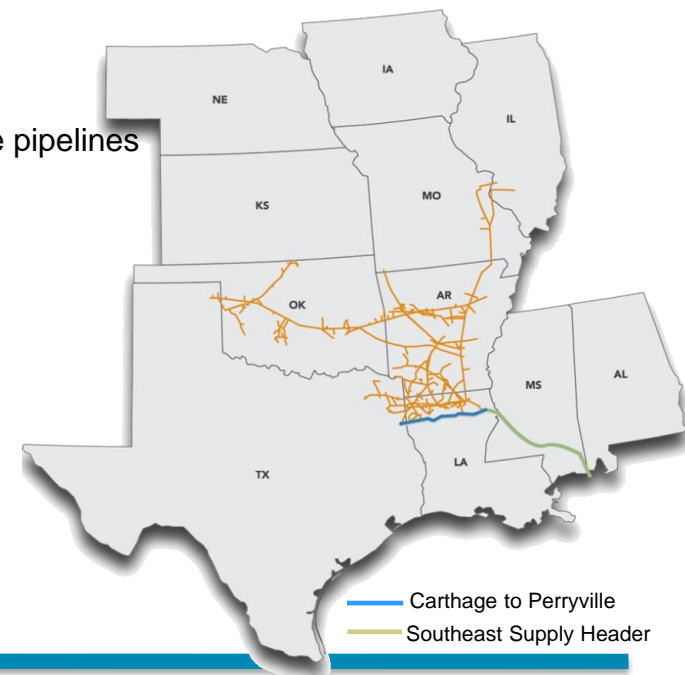 IA
NE
IL
e pipelines
MO
KS
OK
AR
MS
AL
TX
LA
Carthage to Perryville
Southeast Supply Header